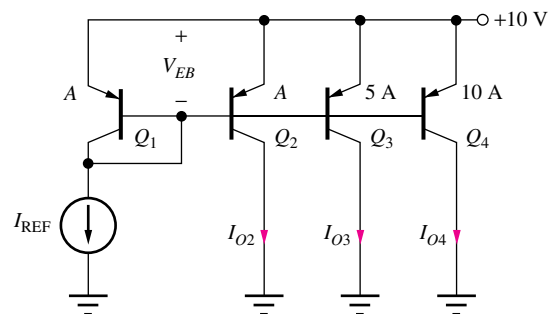 +10 V
+
V_EB
−
A
A
5 A
10 A
Q_1
Q_2
Q_3
Q_4
I_REF
I_O2
I_O3
I_O4